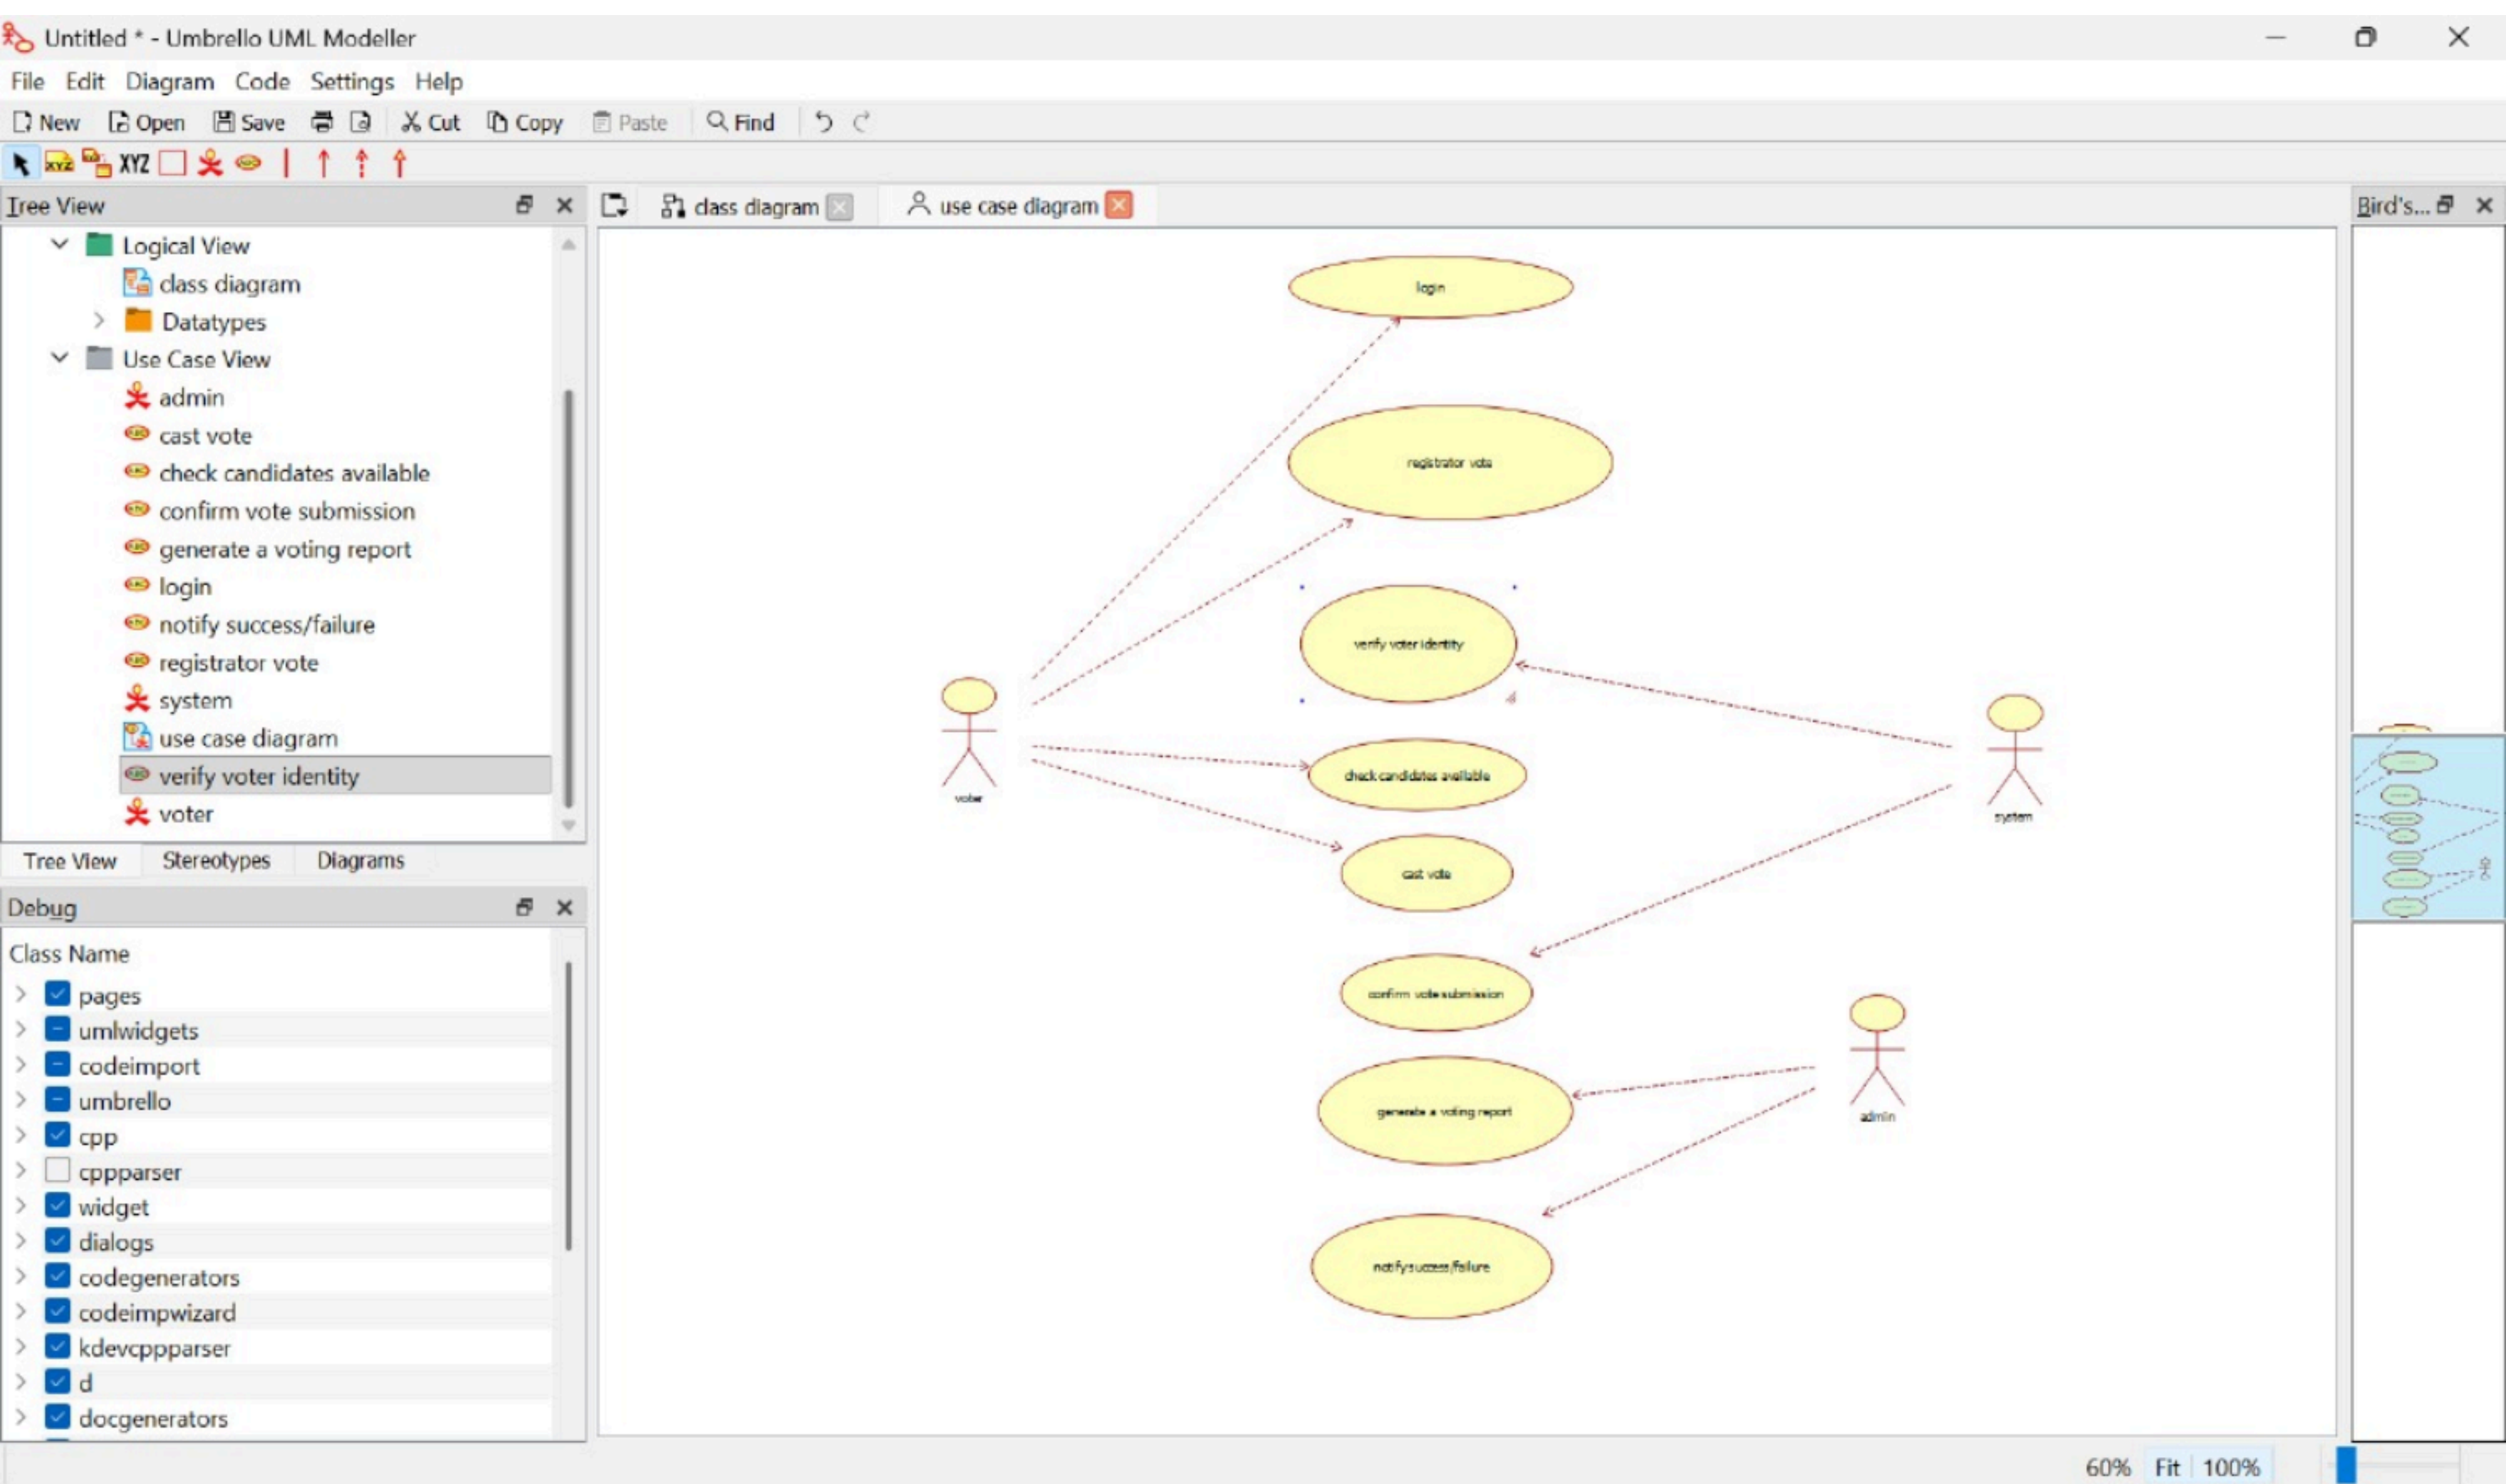 Untitled * - Umbrello UML Modeller
File Edit Diagram Code Settings Help
New Open Save Cut Copy Paste Find
XYZ XYZ
Tree View
class diagram
use case diagram
Bird's...
Logical View
class diagram
Datatypes
Use Case View
admin
cast vote
check candidates available
confirm vote submission
generate a voting report
login
notify success/failure
registrator vote
system
use case diagram
verify voter identity
voter
Tree View Stereotypes Diagrams
Debug
Class Name
pages
umlwidgets
codeimport
umbrello
cpp
cppparser
widget
dialogs
codegenerators
codeimpwizard
kdevcppparser
d
docgenerators
login
registrator vote
verify voter identity
voter
check candidates available
system
cast vote
confirm vote submission
generate a voting report
admin
notify success/failure
60% Fit 100%